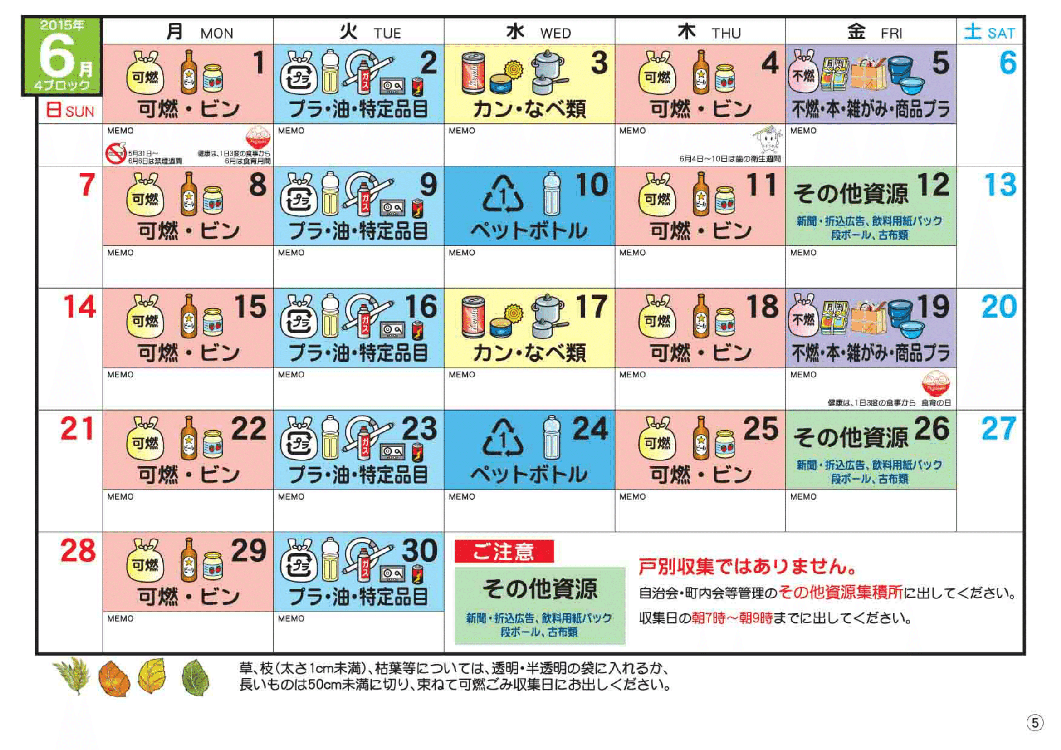 2015年
6月
4ブロック
月 MON
火 TUE
水 WED
木 THU
金 FRI
土 SAT
日 SUN
可燃
1
可燃・ビン
プラ
ガス
2
プラ・油・特定品目
3
カン・なべ類
可燃
4
可燃・ビン
不燃
5
不燃・本・雑がみ・商品プラ
6
MEMO
5月31日～
6月6日は禁煙週間
健康は、1日3度の食事から
6月は食育月間
MEMO
MEMO
MEMO
6月4日～10日は歯の衛生週間
MEMO
7
可燃
8
可燃・ビン
プラ
ガス
9
プラ・油・特定品目
1
10
ペットボトル
可燃
11
可燃・ビン
その他資源 12
新聞・折込広告、飲料用紙パック
段ボール、古布類
13
MEMO
MEMO
MEMO
MEMO
MEMO
14
可燃
15
可燃・ビン
プラ
ガス
16
プラ・油・特定品目
17
カン・なべ類
可燃
18
可燃・ビン
不燃
19
不燃・本・雑がみ・商品プラ
20
MEMO
MEMO
MEMO
MEMO
MEMO
健康は、1日3度の食事から 食育の日
21
可燃
22
可燃・ビン
プラ
ガス
23
プラ・油・特定品目
1
24
ペットボトル
可燃
25
可燃・ビン
その他資源 26
新聞・折込広告、飲料用紙パック
段ボール、古布類
27
MEMO
MEMO
MEMO
MEMO
MEMO
28
可燃
29
可燃・ビン
プラ
ガス
30
プラ・油・特定品目
MEMO
MEMO
ご注意
その他資源
新聞・折込広告、飲料用紙パック
段ボール、古布類
戸別収集ではありません。
自治会・町内会等管理のその他資源集積所に出してください。
収集日の朝7時～朝9時までに出してください。
草、枝（太さ1cm未満）、枯葉等については、透明・半透明の袋に入れるか、
長いものは50cm未満に切り、束ねて可燃ごみ収集日にお出しください。
⑤